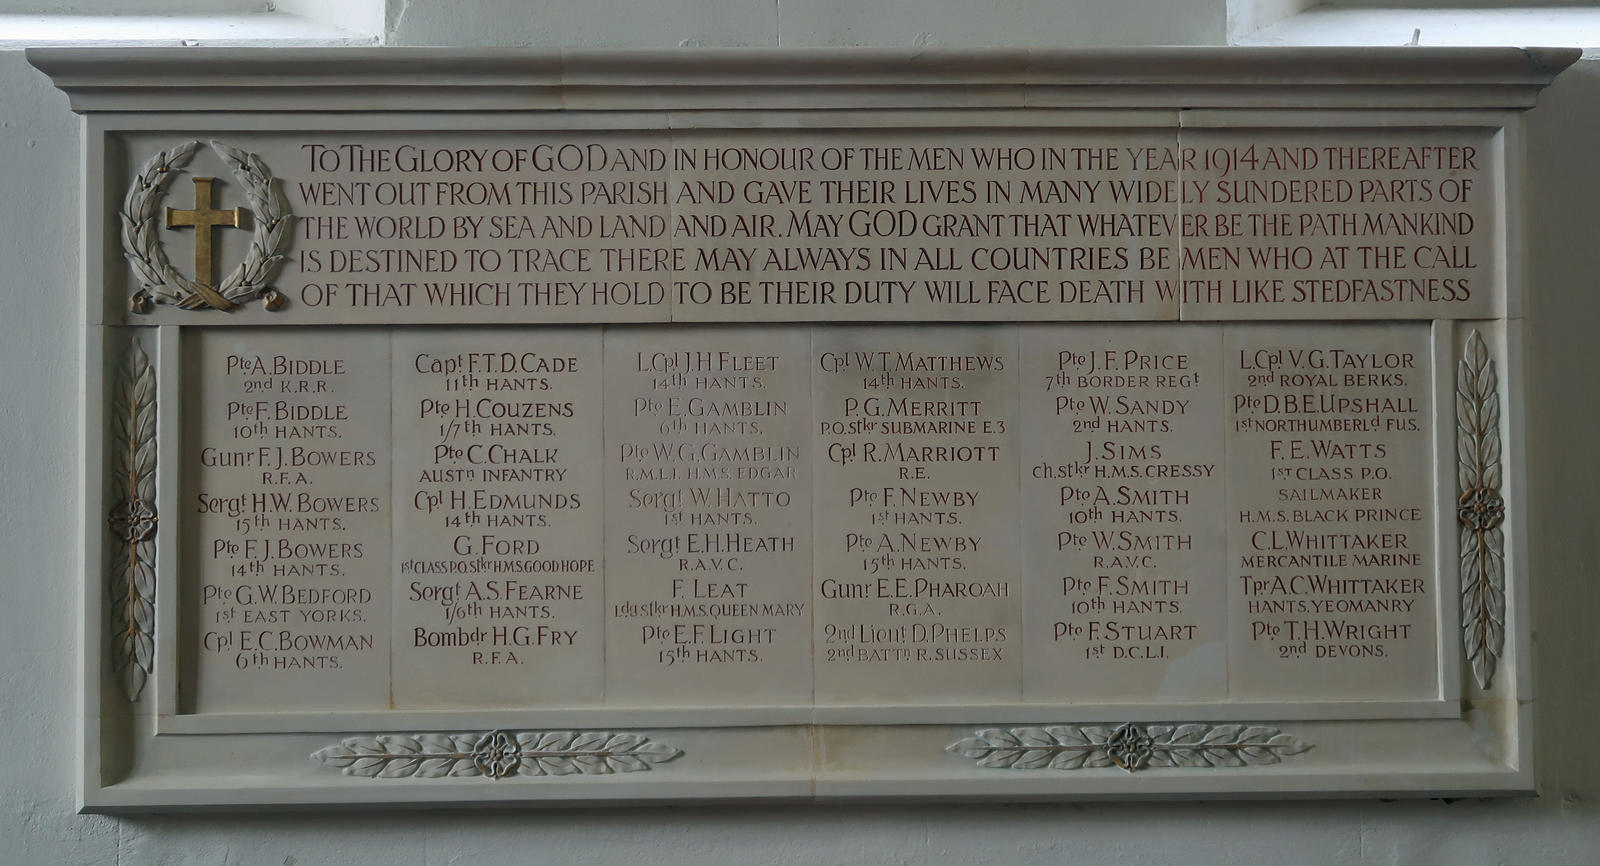 TO THE GLORY OF GOD AND IN HONOUR OF THE MEN WHO IN THE YEAR 1914 AND THEREAFTER
WENT OUT FROM THIS PARISH AND GAVE THEIR LIVES IN MANY WIDELY SUNDERED PARTS OF
THE WORLD BY SEA AND LAND AND AIR. MAY GOD GRANT THAT WHATEVER BE THE PATH MANKIND
IS DESTINED TO TRACE THERE MAY ALWAYS IN ALL COUNTRIES BE MEN WHO AT THE CALL
OF THAT WHICH THEY HOLD TO BE THEIR DUTY WILL FACE DEATH WITH LIKE STEDFASTNESS
Pte A. BIDDLE
2nd K.R.R.
Pte F. BIDDLE
10th HANTS.
Gunr F. J. BOWERS
R.F.A.
Sergt H.W. BOWERS
15th HANTS.
Pte F. J. BOWERS
14th HANTS.
Pte G.W. BEDFORD
1st EAST YORKS.
Cpl E.C. BOWMAN
6th HANTS.
Capt F.T.D. CADE
11th HANTS.
Pte H. COUZENS
1/7th HANTS.
Pte C. CHALK
AUSTn INFANTRY
Cpl H. EDMUNDS
14th HANTS.
G. FORD
1st CLASS P.O. Stkr H.M.S GOOD HOPE
Sergt A.S. FEARNE
1/6th HANTS.
Bombdr H.G. FRY
R.F.A.
L.Cpl J.H FLEET
14th HANTS.
Pte E. GAMBLIN
6th HANTS.
Pte W.G. GAMBLIN
R.M.L.I. H.M.S. EDGAR
Sergt W. HATTO
1st HANTS.
Sergt E.H. HEATH
R.A.V.C.
F. LEAT
Ldg Stkr H.M.S. QUEEN MARY
Pte E.F. LIGHT
15th HANTS.
Cpl W.T. MATTHEWS
14th HANTS.
P. G. MERRITT
P.O. Stkr SUBMARINE E.3
Cpl R. MARRIOTT
R.E.
Pte F. NEWBY
1st HANTS.
Pte A. NEWBY
15th HANTS.
Gunr E.E. PHAROAH
R.G.A.
2nd Lieut D. PHELPS
2nd BATTn R. SUSSEX
Pte J.F. PRICE
7th BORDER REGt
Pte W. SANDY
2nd HANTS.
J. SIMS
Ch. Stkr H.M.S. CRESSY
Pte A. SMITH
10th HANTS.
Pte W. SMITH
R.A.V.C.
Pte F. SMITH
10th HANTS.
Pte F. STUART
1st D.C.L.I.
L.Cpl V.G. TAYLOR
2nd ROYAL BERKS.
Pte D.B.E. UPSHALL
1st NORTHUMBERLd FUS.
F. E. WATTS
1st CLASS P.O.
SAILMAKER
H.M.S. BLACK PRINCE
C.L. WHITTAKER
MERCANTILE MARINE
Tpr A.C. WHITTAKER
HANTS. YEOMANRY
Pte T.H. WRIGHT
2nd DEVONS.